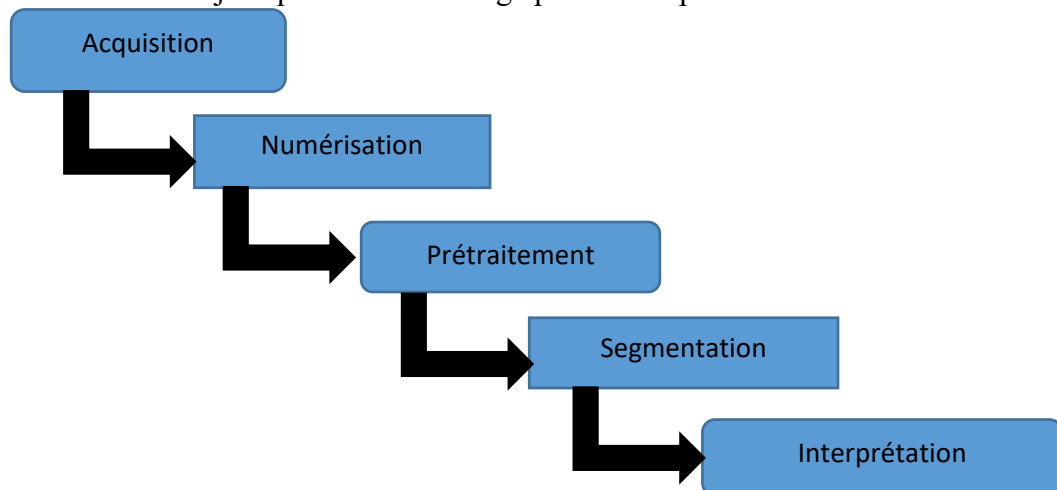 Acquisition
Numérisation
Prétraitement
Segmentation
Interprétation